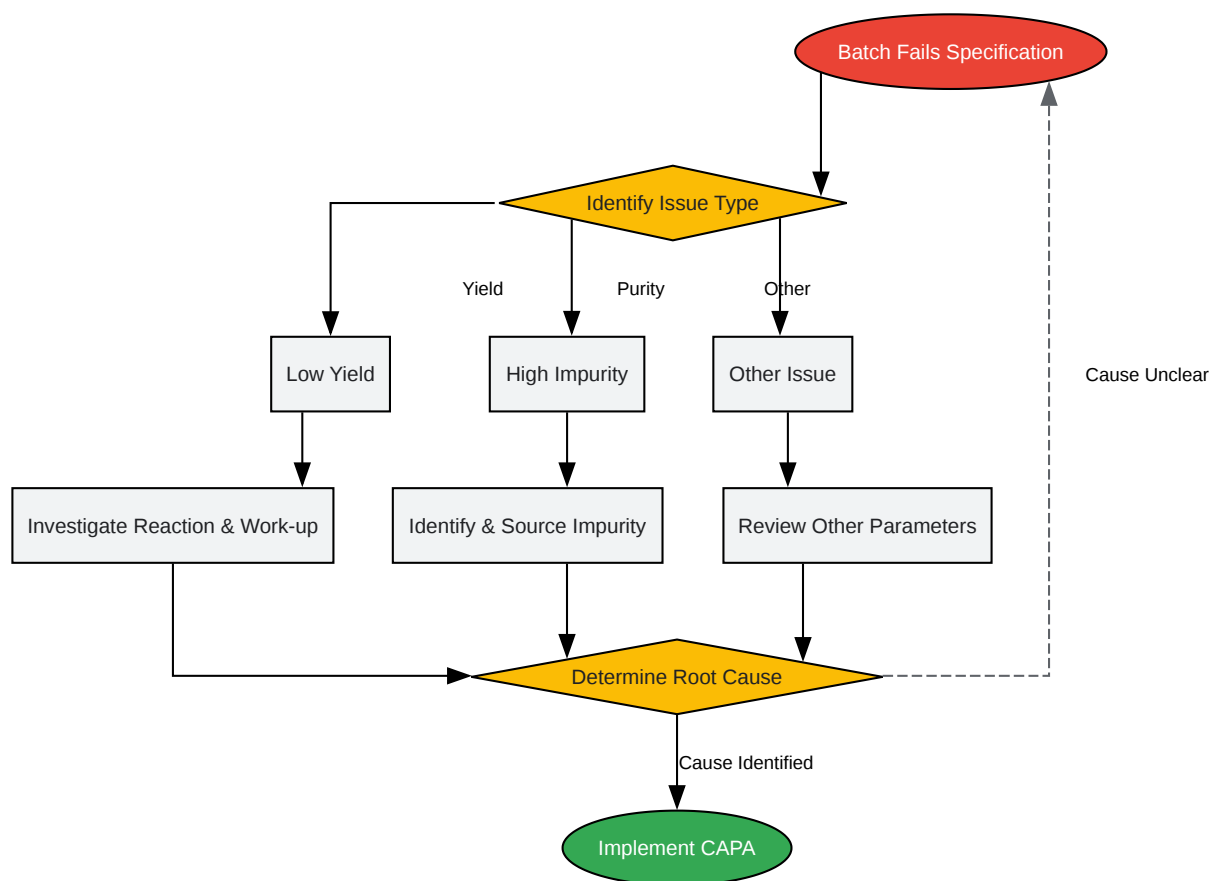 Batch Fails Specification
Identify Issue Type
Yield
Purity
Other
Low Yield
High Impurity
Other Issue
Cause Unclear
Investigate Reaction & Work-up
Identify & Source Impurity
Review Other Parameters
Determine Root Cause
Cause Identified
Implement CAPA